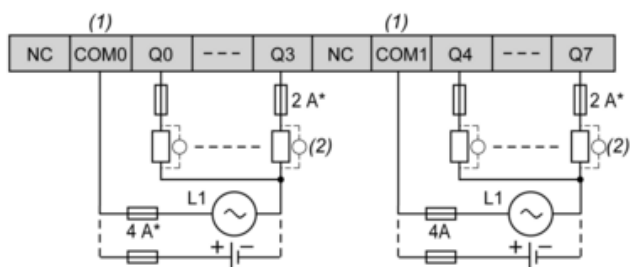 (1) (1)
NC COM0 Q0 --- Q3 NC COM1 Q4 --- Q7
2 A* 2 A*
(2) (2)
L1 L1
4 A* 4A
+ − + −